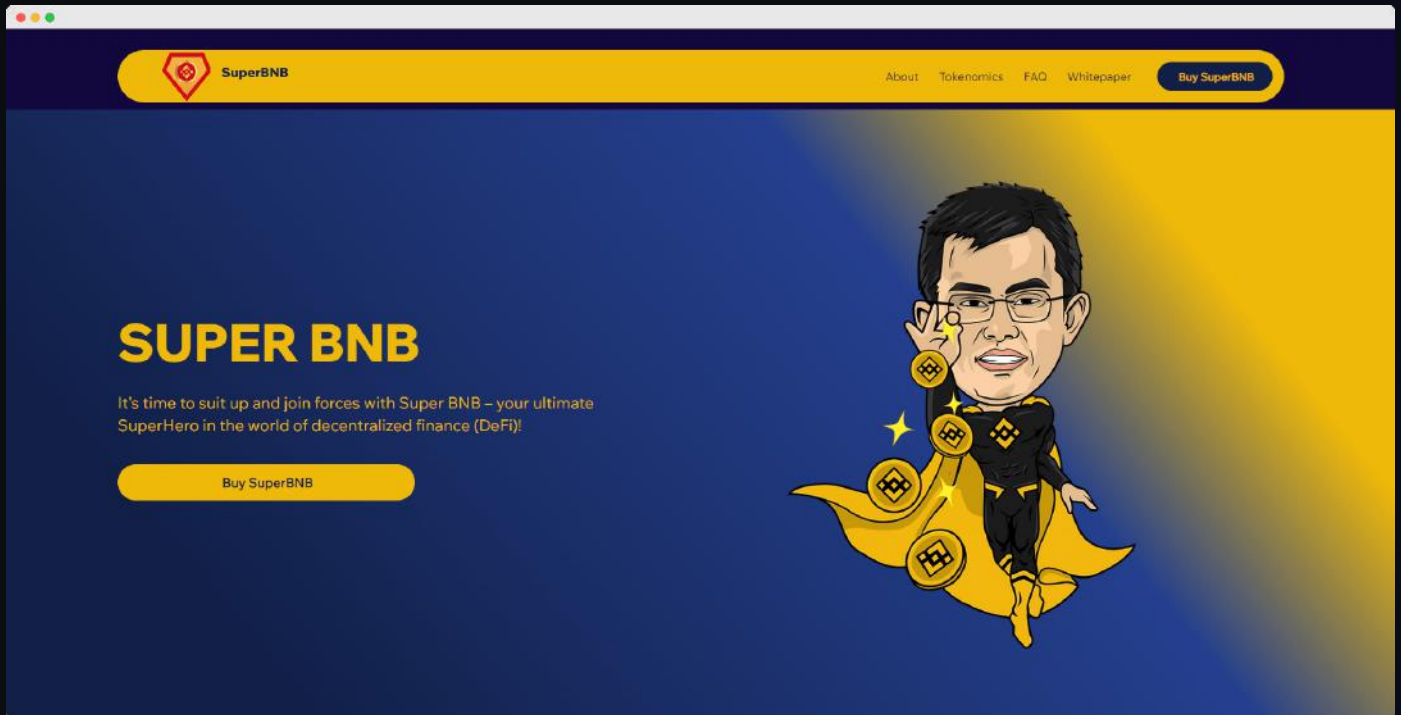 SuperBNB
About
Tokenomics
FAQ
Whitepaper
Buy SuperBNB
SUPER BNB
It's time to suit up and join forces with Super BNB – your ultimate
SuperHero in the world of decentralized finance (DeFi)!
Buy SuperBNB